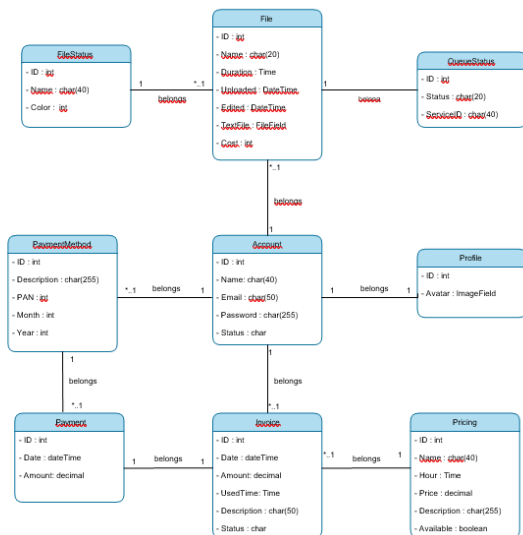 File
- ID : int
- Name : char(20)
- Duration : Time
- Uploaded : DateTime
- Edited : DateTime
- TextFile : FileField
- Cost : int
FileStatus
- ID : int
- Name : char(40)
- Color : int
1
*..1
belongs
QueueStatus
- ID : int
- Status : char(20)
- ServiceID : char(40)
1
1
*..1
1
belongs
PaymentMethod
- ID : int
- Description : char(255)
- PAN : int
- Month : int
- Year : int
*..1
belongs
1
Account
- ID : int
- Name: char(40)
- Email : char(50)
- Password : char(255)
- Status : char
1
belongs
1
Profile
- ID : int
- Avatar : ImageField
1
belongs
*..1
1
belongs
*..1
Payment
- ID : int
- Date : dateTime
- Amount: decimal
1
belongs
1
Invoice
- ID : int
- Date : dateTime
- Amount: decimal
- UsedTime: Time
- Description : char(50)
- Status : char
*..1
belongs
1
Pricing
- ID : int
- Name : char(40)
- Hour : Time
- Price : decimal
- Description : char(255)
- Available : boolean